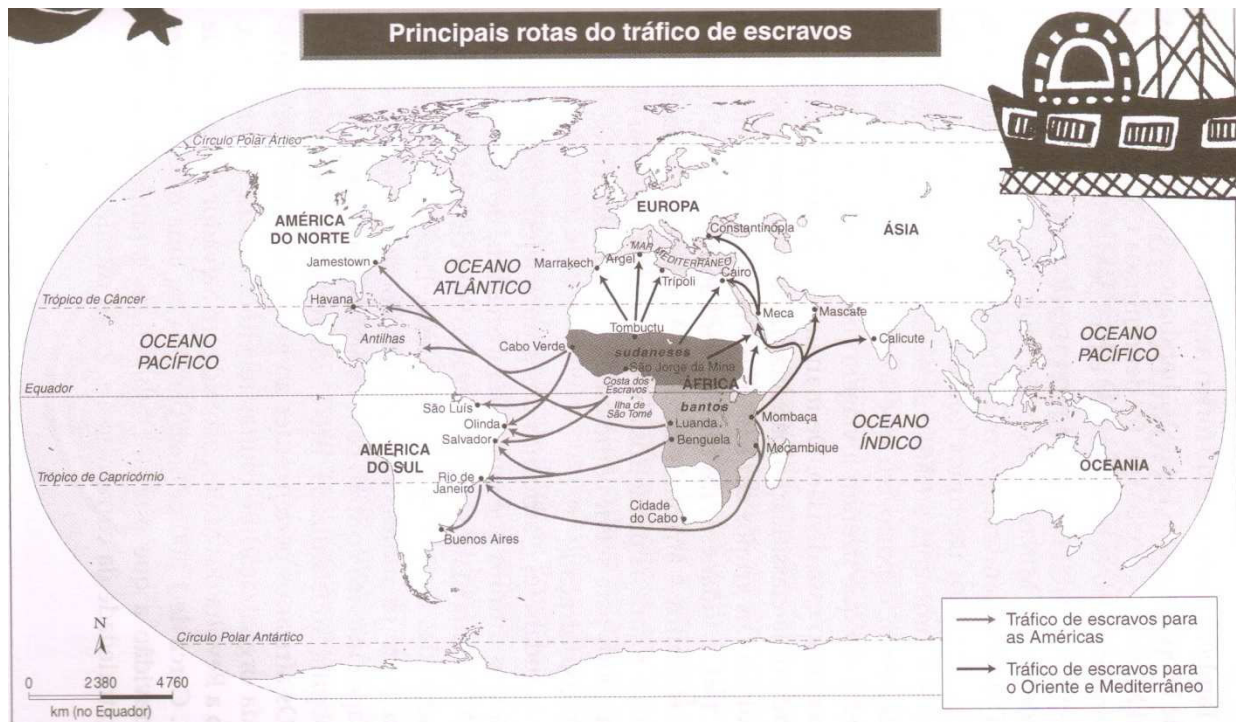 Principais rotas do tráfico de escravos
Círculo Polar Ártico
AMÉRICA
DO NORTE
EUROPA
ÁSIA
Constantinopla
Jamestown
OCEANO
ATLÂNTICO
Marrakech
Argel
MAR MEDITERRÂNEO
Trípoli
Cairo
Trópico de Câncer
Havana
Meca
Mascate
Antilhas
Tombuctu
Calicute
OCEANO
PACÍFICO
OCEANO
PACÍFICO
Cabo Verde
sudaneses
São Jorge da Mina
ÁFRICA
Costa dos
Escravos
Equador
Ilha de
São Tomé
bantos
São Luís
Olinda
Luanda
Mombaça
OCEANO
ÍNDICO
Salvador
Benguela
Moçambique
AMÉRICA
DO SUL
OCEANIA
Trópico de Capricórnio
Rio de
Janeiro
Cidade
do Cabo
Buenos Aires
N
Círculo Polar Antártico
0 2380 4760
km (no Equador)
Tráfico de escravos para
as Américas
Tráfico de escravos para
o Oriente e Mediterrâneo